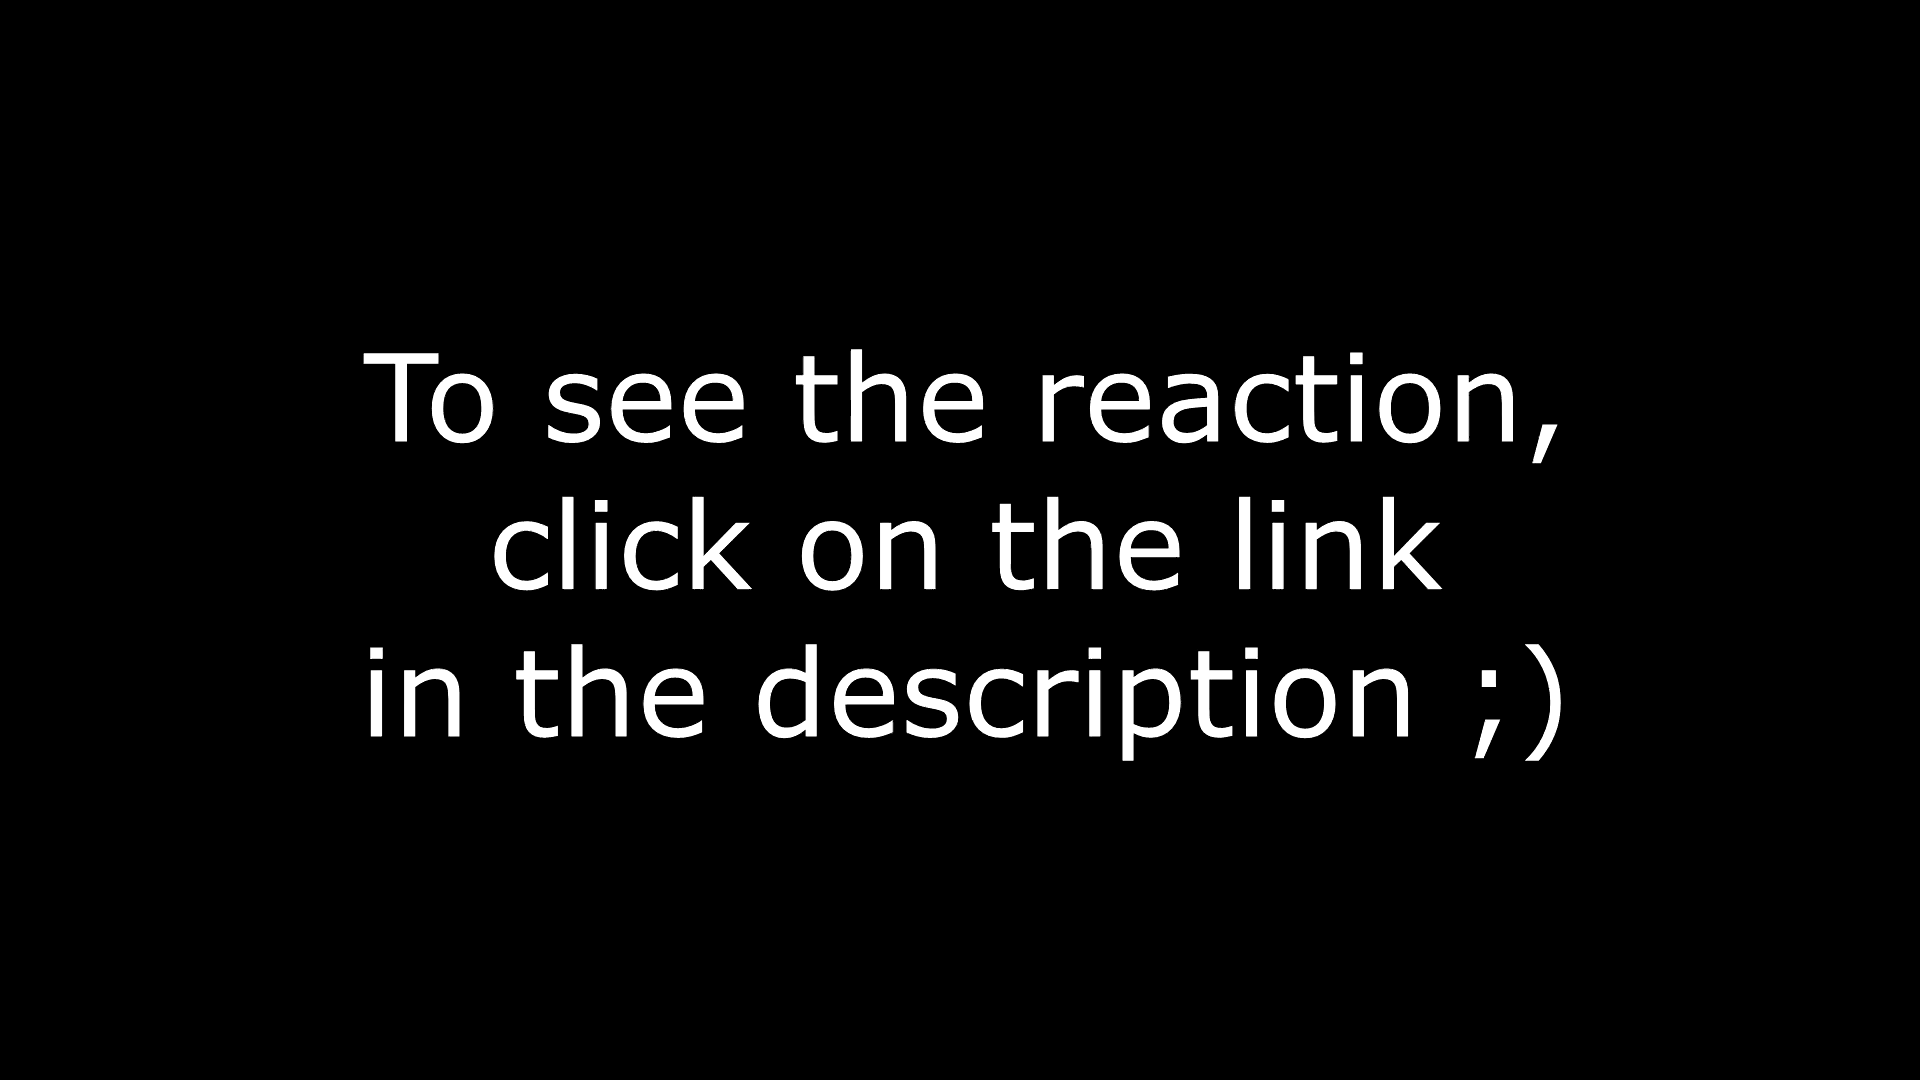 To see the reaction,
click on the link
in the description ;)